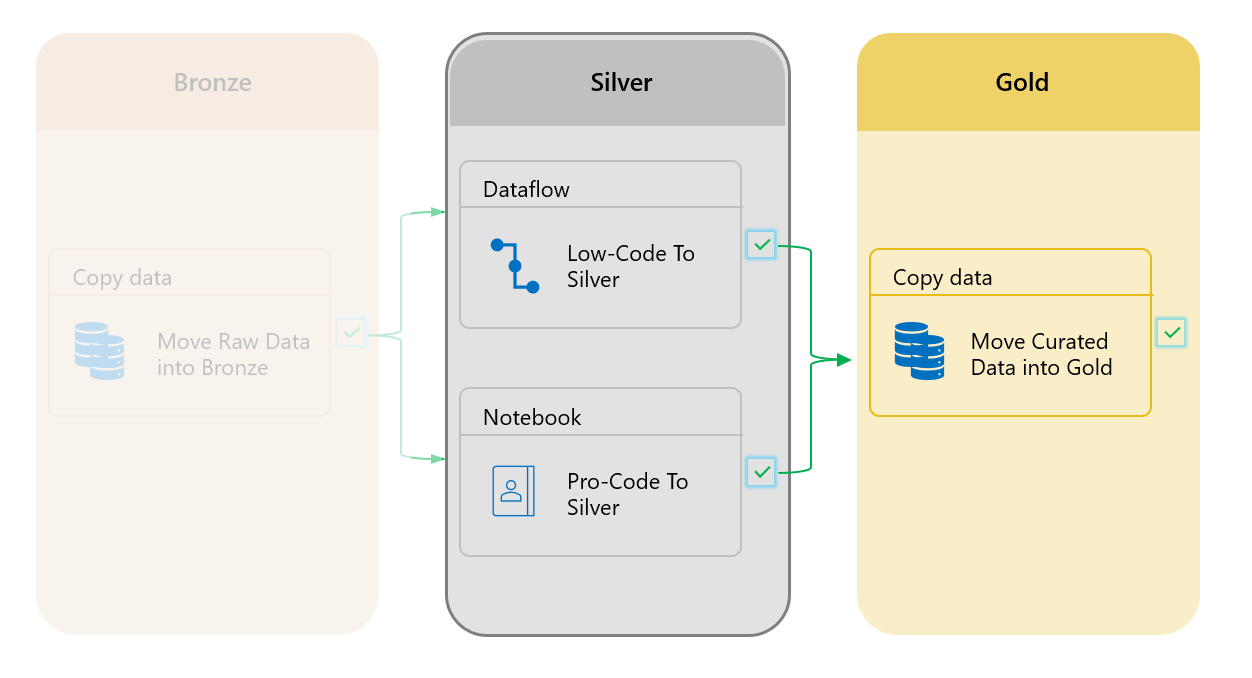 Bronze
Copy data
Move Raw Data
into Bronze
Silver
Dataflow
Low-Code To
Silver
Notebook
Pro-Code To
Silver
Gold
Copy data
Move Curated
Data into Gold